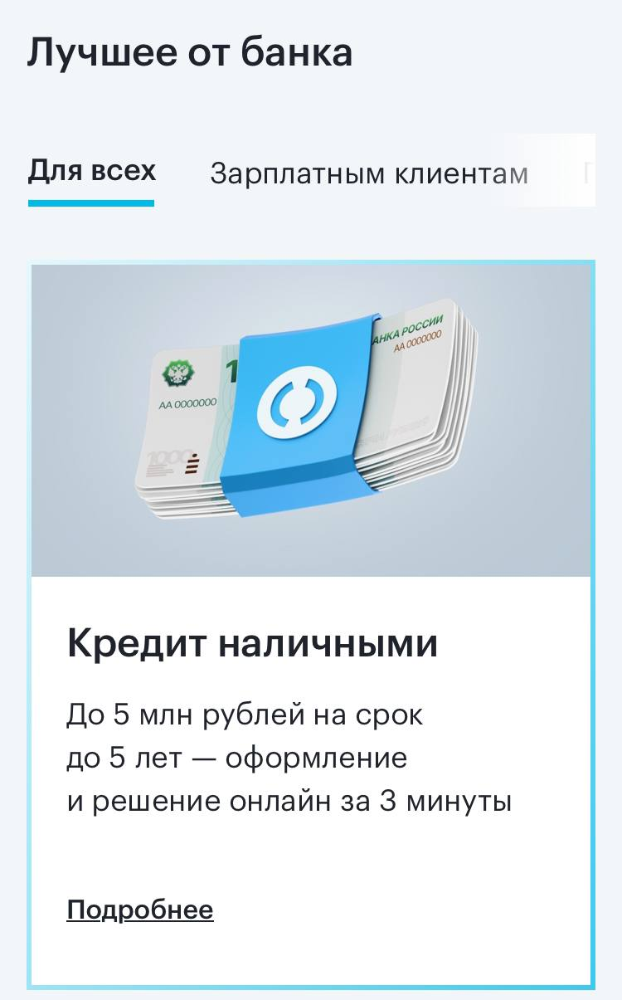 Лучшее от банка
Для всех
Зарплатным клиентам
АНКА РОССИИ
АА 0000000
1
АА 0000000
1000
Кредит наличными
До 5 млн рублей на срок
до 5 лет — оформление
и решение онлайн за 3 минуты
Подробнее